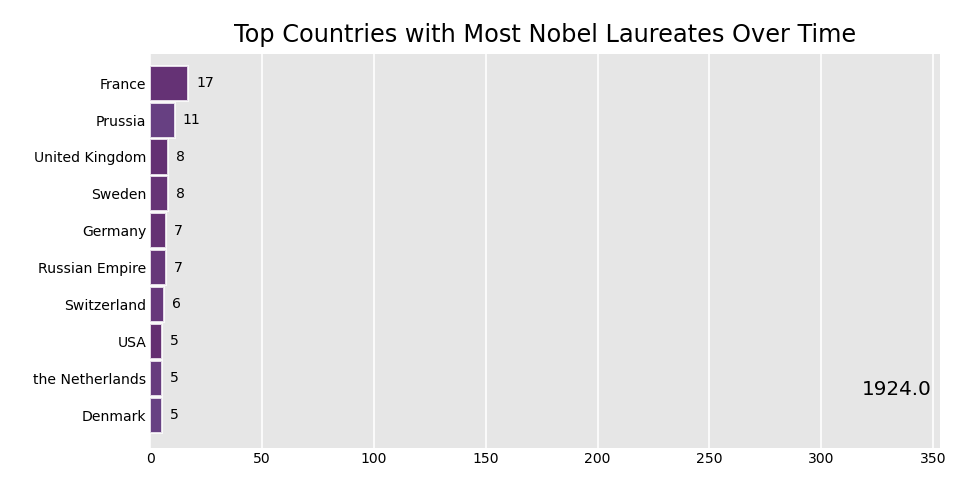 Top Countries with Most Nobel Laureates Over Time
France 17
Prussia 11
United Kingdom 8
Sweden 8
Germany 7
Russian Empire 7
Switzerland 6
USA 5
the Netherlands 5
1924.0
Denmark 5
0 50 100 150 200 250 300 350